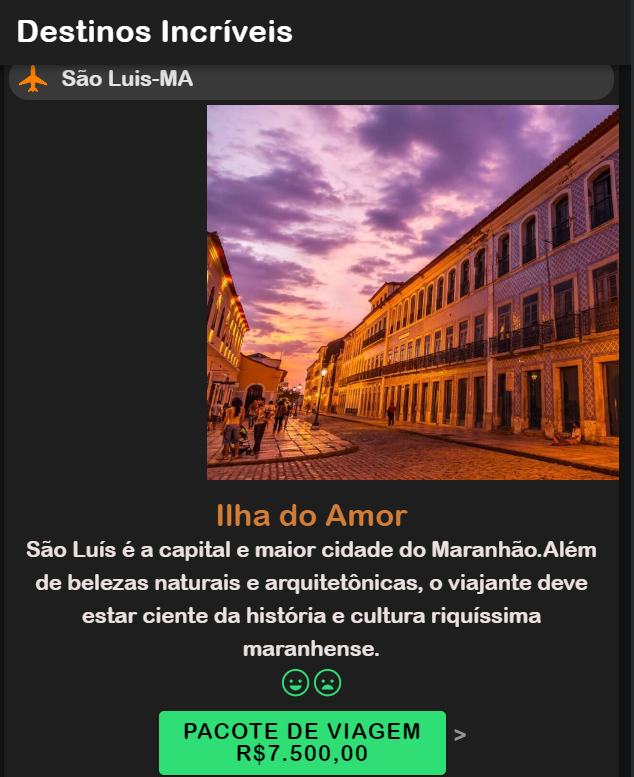 Destinos Incríveis
São Luis-MA
Ilha do Amor
São Luís é a capital e maior cidade do Maranhão.Além
de belezas naturais e arquitetônicas, o viajante deve
estar ciente da história e cultura riquíssima
maranhense.
PACOTE DE VIAGEM >
R$7.500,00